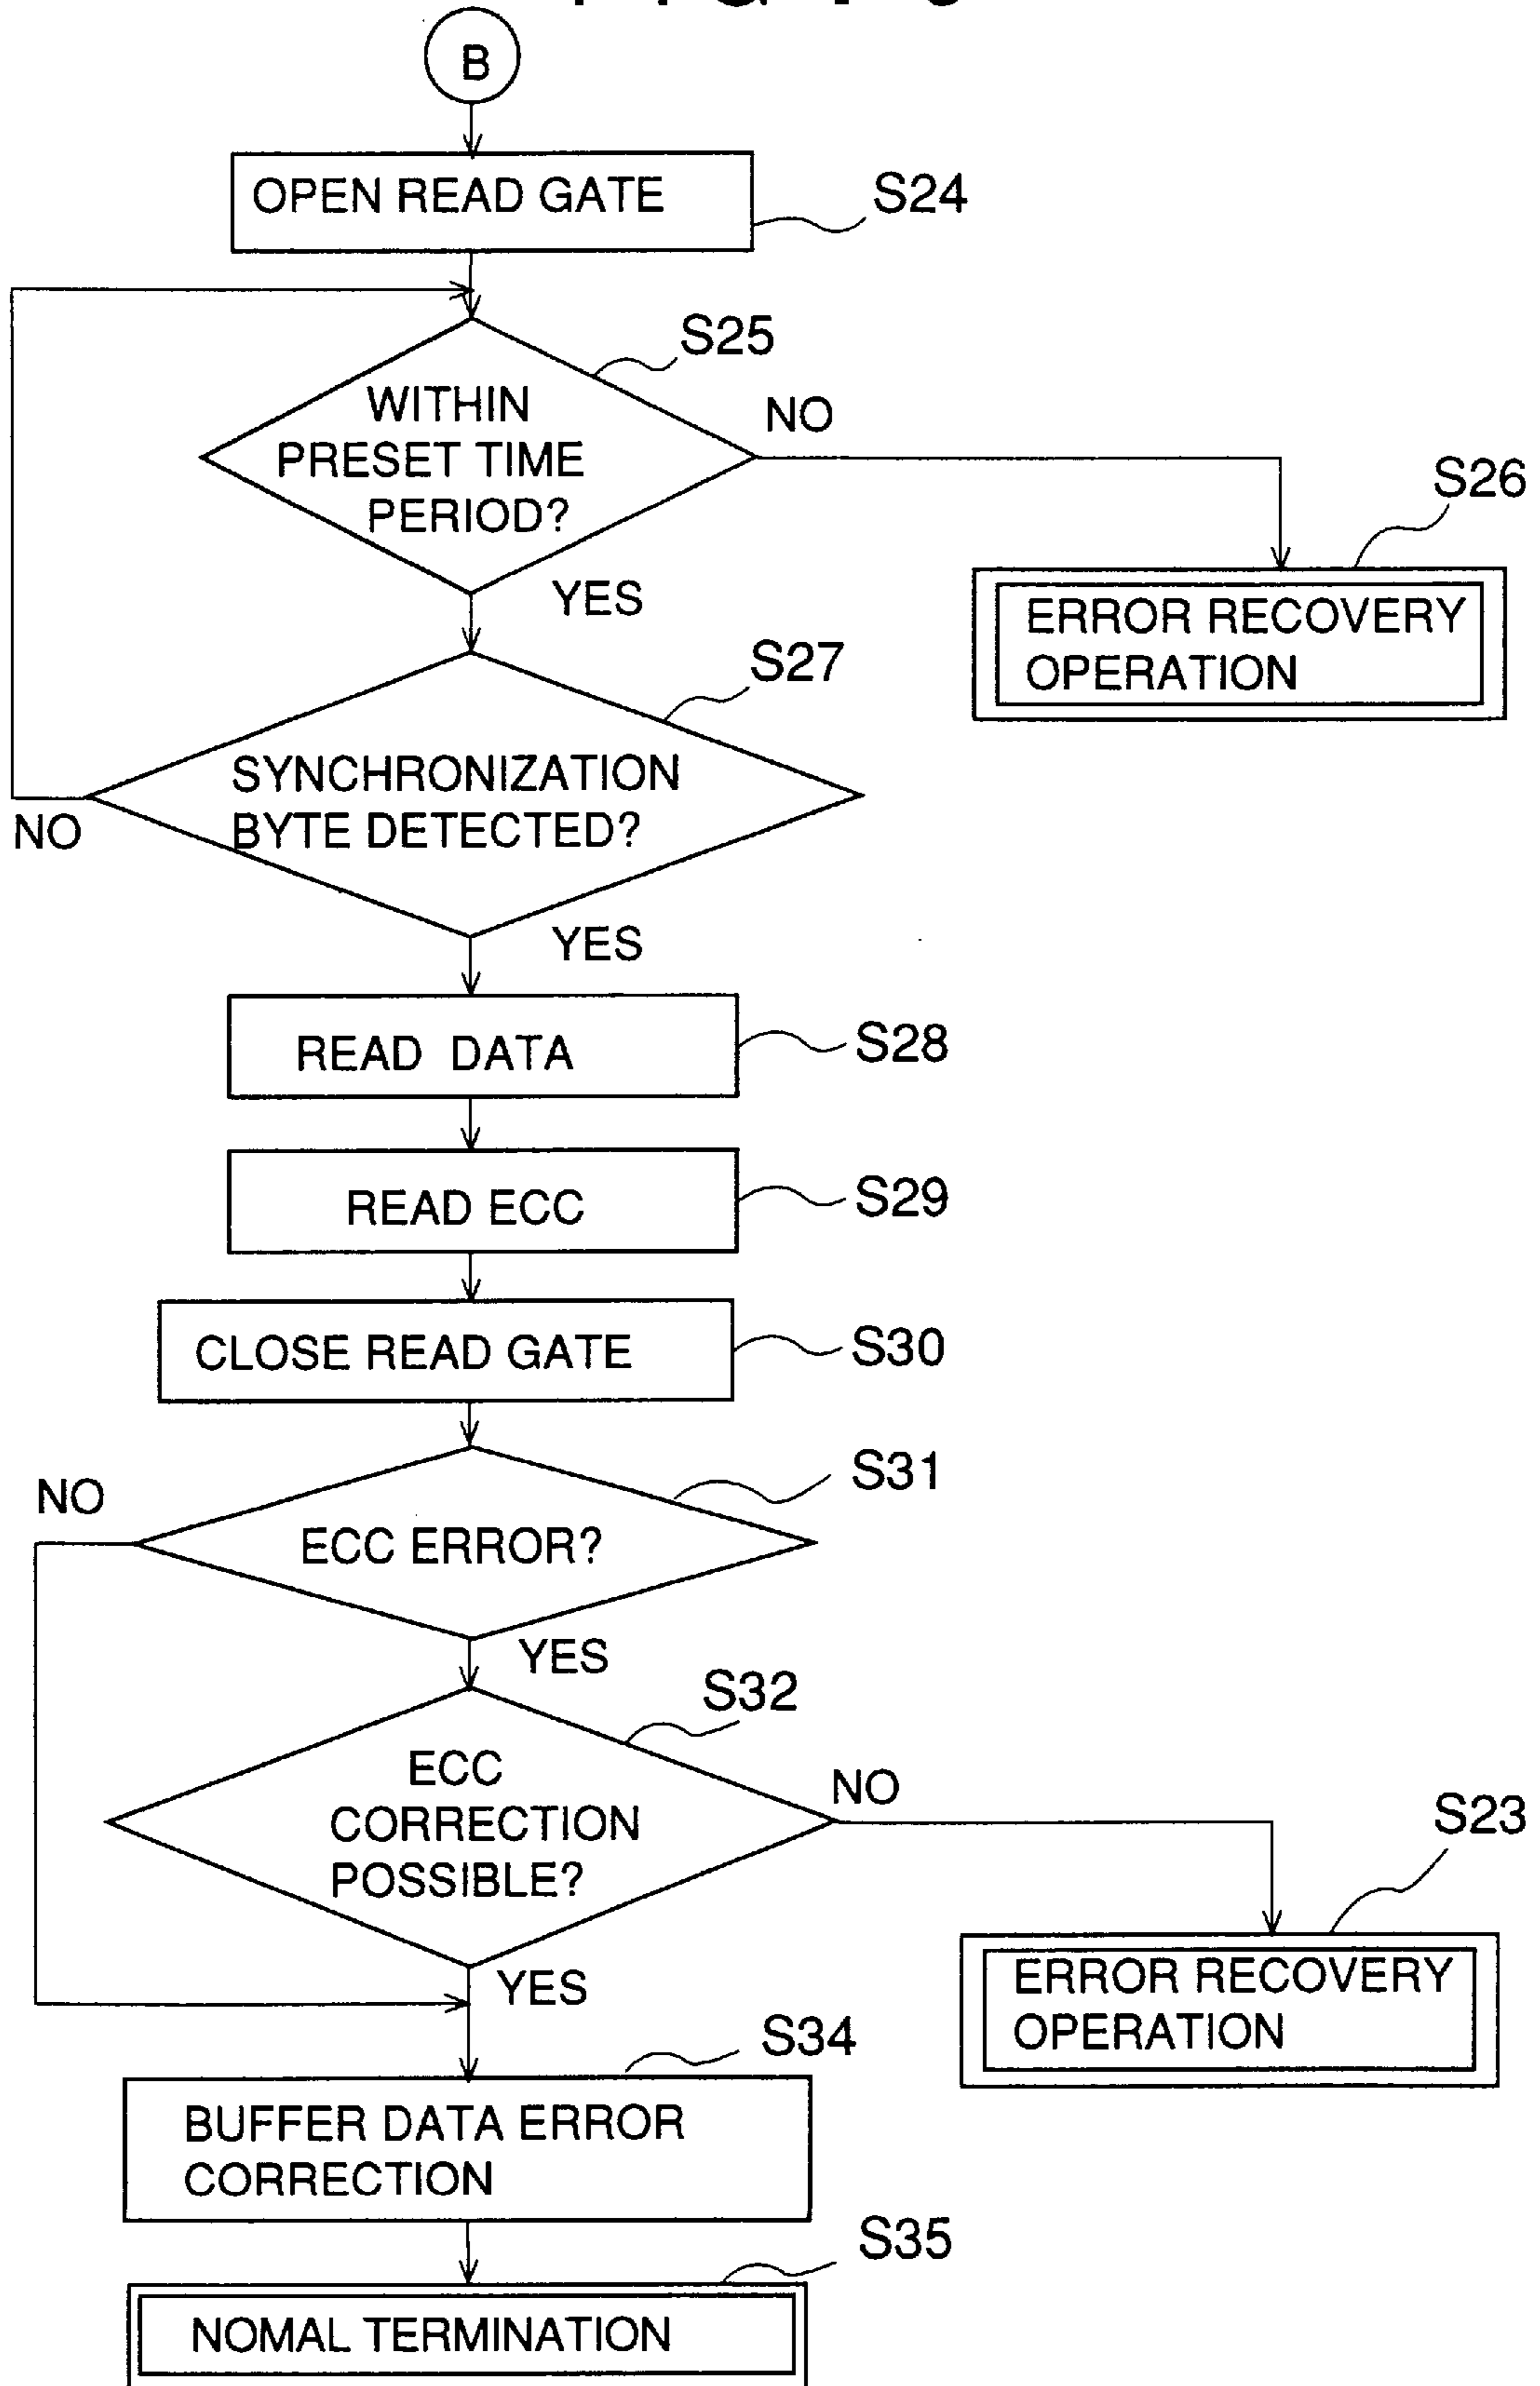 B
OPEN READ GATE
S24
S25
WITHIN
PRESET TIME
PERIOD?
NO
YES
S26
ERROR RECOVERY
OPERATION
S27
SYNCHRONIZATION
BYTE DETECTED?
NO
YES
READ DATA
S28
READ ECC
S29
CLOSE READ GATE
S30
S31
NO
ECC ERROR?
YES
S32
ECC
CORRECTION
POSSIBLE?
NO
YES
S23
ERROR RECOVERY
OPERATION
S34
BUFFER DATA ERROR
CORRECTION
S35
NOMAL TERMINATION